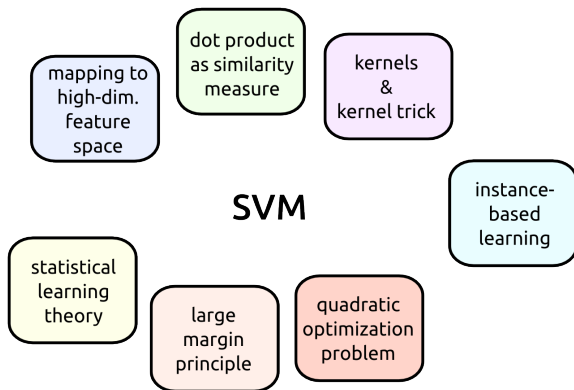 mapping to
high-dim.
feature
space
dot product
as similarity
measure
kernels
&
kernel trick
SVM
instance-
based
learning
statistical
learning
theory
large
margin
principle
quadratic
optimization
problem